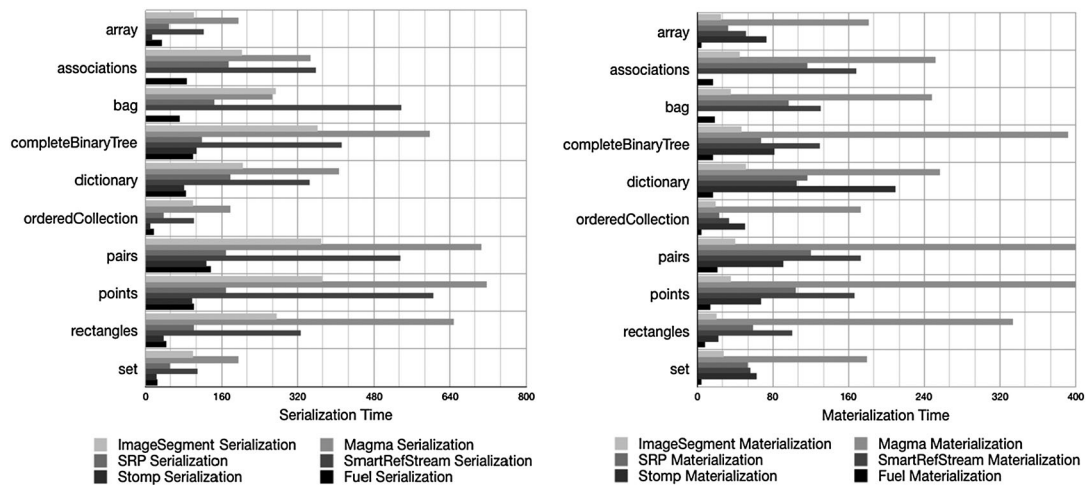 array
associations
bag
completeBinaryTree
dictionary
orderedCollection
pairs
points
rectangles
set
0 160 320 480 640 800
Serialization Time
ImageSegment Serialization Magma Serialization
SRP Serialization SmartRefStream Serialization
Stomp Serialization Fuel Serialization
array
associations
bag
completeBinaryTree
dictionary
orderedCollection
pairs
points
rectangles
set
0 80 160 240 320 400
Materialization Time
ImageSegment Materialization Magma Materialization
SRP Materialization SmartRefStream Materialization
Stomp Materialization Fuel Materialization